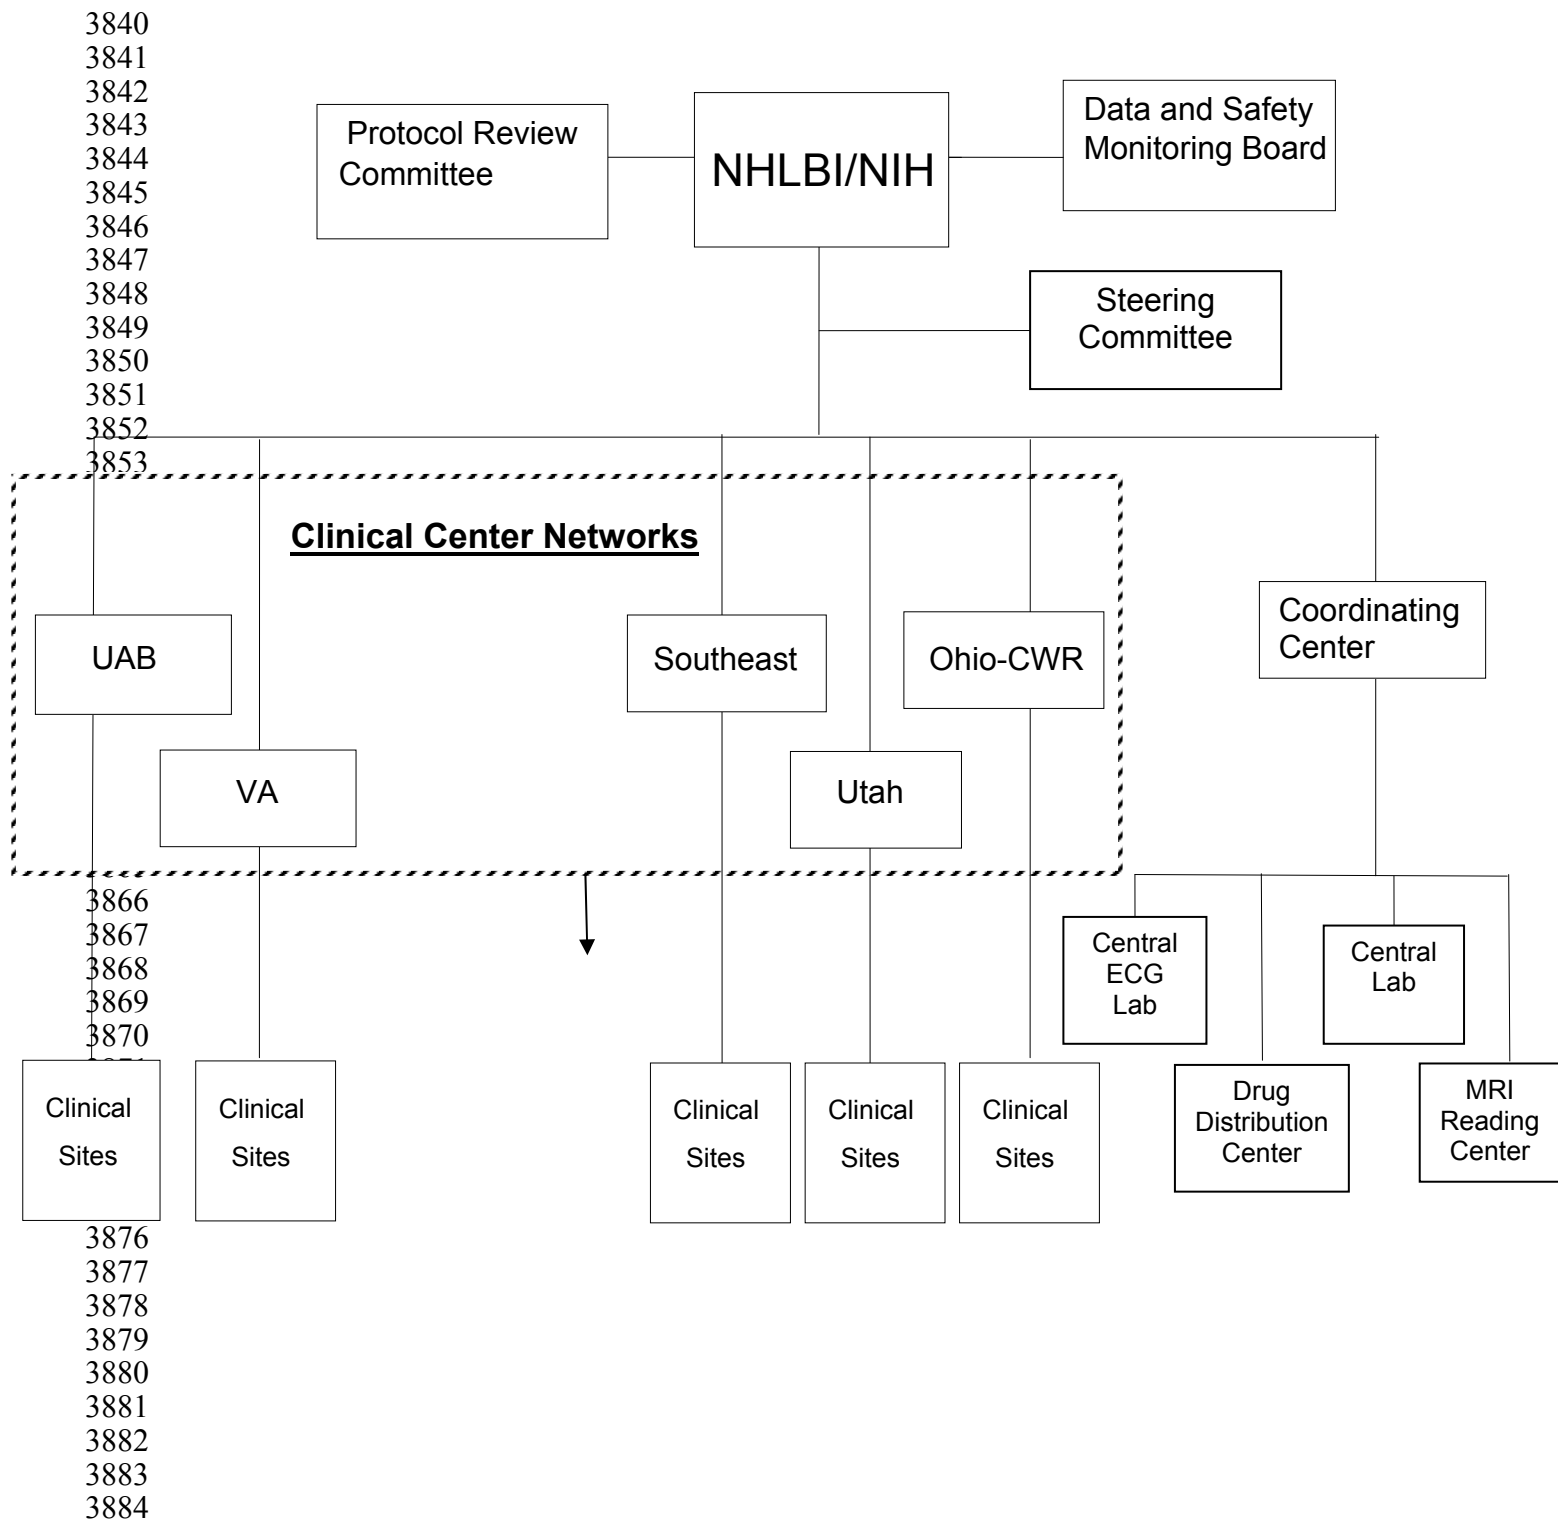 3840
3841
3842
3843
3844
3845
3846
3847
3848
3849
3850
3851
3852
3853
Protocol Review
Committee
NHLBI/NIH
Data and Safety
Monitoring Board
Steering
Committee
Clinical Center Networks
UAB
VA
Southeast
Utah
Ohio-CWR
Coordinating
Center
3866
3867
3868
3869
3870
Central
ECG
Lab
Central
Lab
Drug
Distribution
Center
MRI
Reading
Center
Clinical
Sites
Clinical
Sites
Clinical
Sites
Clinical
Sites
Clinical
Sites
3876
3877
3878
3879
3880
3881
3882
3883
3884